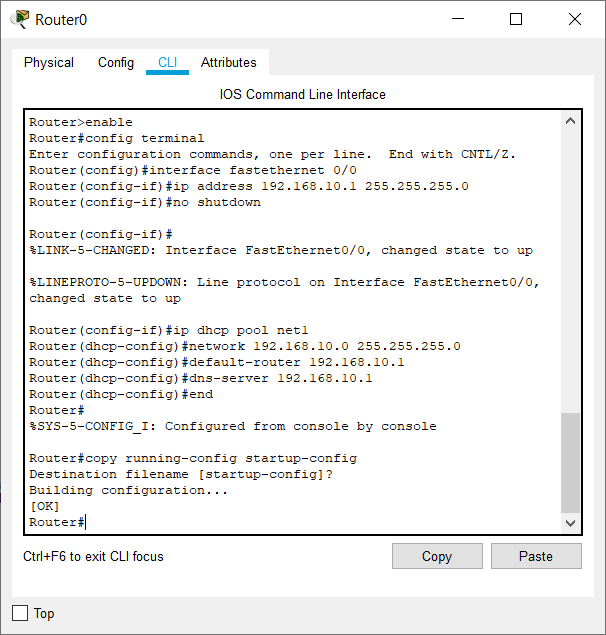 Router0
Physical Config CLI Attributes
IOS Command Line Interface
Router>enable
Router#config terminal
Enter configuration commands, one per line.  End with CNTL/Z.
Router(config)#interface fastethernet 0/0
Router(config-if)#ip address 192.168.10.1 255.255.255.0
Router(config-if)#no shutdown
Router(config-if)#
%LINK-5-CHANGED: Interface FastEthernet0/0, changed state to up
%LINEPROTO-5-UPDOWN: Line protocol on Interface FastEthernet0/0,
changed state to up
Router(config-if)#ip dhcp pool net1
Router(dhcp-config)#network 192.168.10.0 255.255.255.0
Router(dhcp-config)#default-router 192.168.10.1
Router(dhcp-config)#dns-server 192.168.10.1
Router(dhcp-config)#end
Router#
%SYS-5-CONFIG_I: Configured from console by console
Router#copy running-config startup-config
Destination filename [startup-config]?
Building configuration...
[OK]
Router#
Ctrl+F6 to exit CLI focus Copy Paste
Top